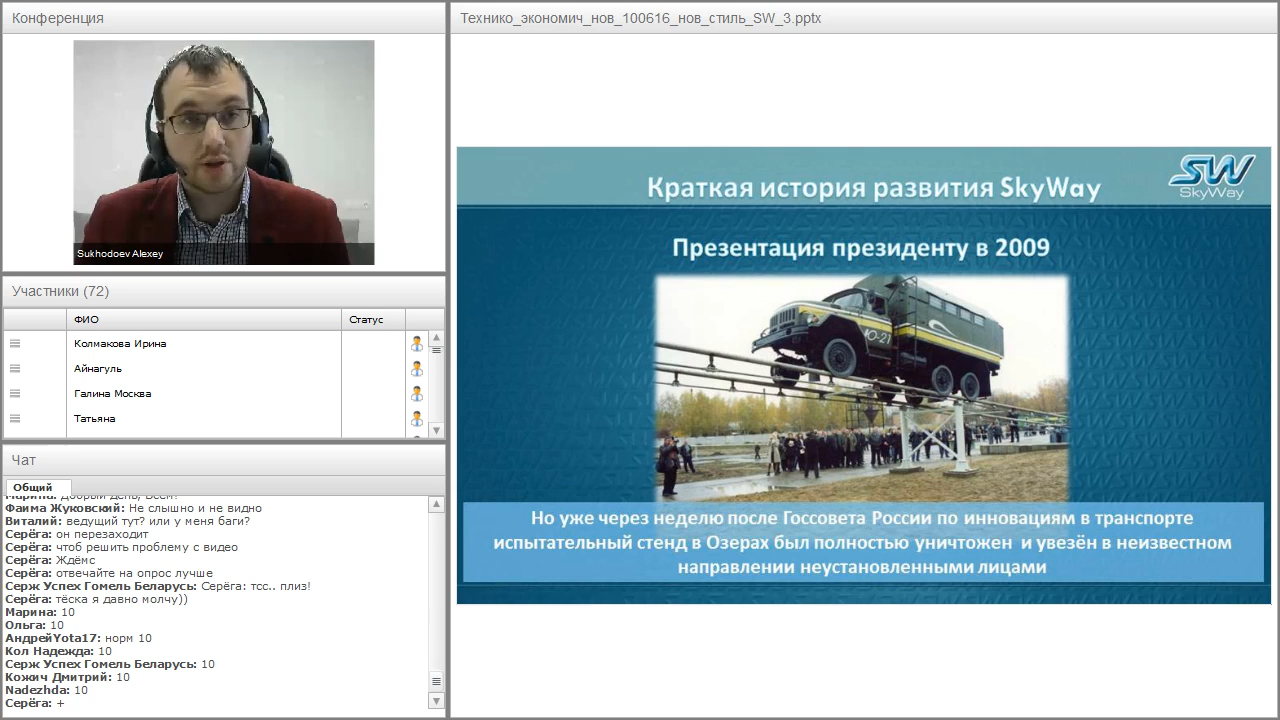 Конференция
Sukhodoev Alexey
Участники (72)
ФИО
Статус
Колмакова Ирина
Айнагуль
Галина Москва
Татьяна
Чат
Общий
Марина: Добрый день, Всем!
Фаима Жуковский: Не слышно и не видно
Виталий: ведущий тут? или у меня баги?
Серёга: он перезаходит
Серёга: чтоб решить проблему с видео
Серёга: Ждёмс
Серёга: отвечайте на опрос лучше
Серж Успех Гомель Беларусь: Серёга: тсс.. плиз!
Серёга: тёска я давно молчу))
Марина: 10
Ольга: 10
АндрейYota17: норм 10
Кол Надежда: 10
Серж Успех Гомель Беларусь: 10
Кожич Дмитрий: 10
Nadezhda: 10
Серёга: +
Технико_экономич_нов_100616_нов_стиль_SW_3.pptx
Краткая история развития SkyWay
SW
SkyWay
Презентация президенту в 2009
Ю-21
Но уже через неделю после Госсовета России по инновациям в транспорте
испытательный стенд в Озерах был полностью уничтожен и увезён в неизвестном
направлении неустановленными лицами